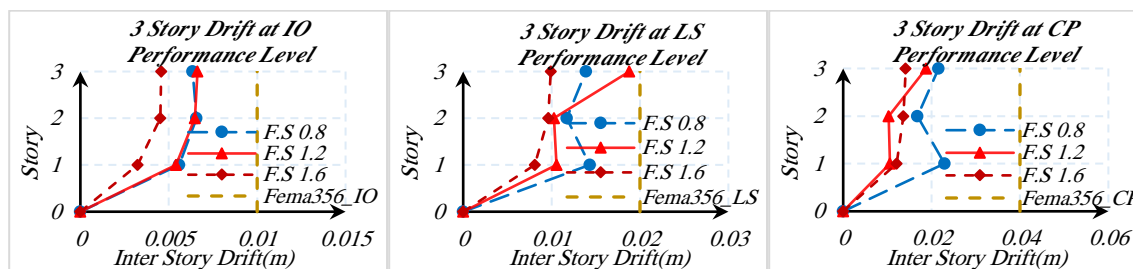 3 Story Drift at IO
Performance Level
3
2
1
0
Story
F.S 0.8
F.S 1.2
F.S 1.6
Fema356_IO
0
0.005
0.01
0.015
Inter Story Drift(m)
3 Story Drift at LS
Performance Level
3
2
1
0
Story
F.S 0.8
F.S 1.2
F.S 1.6
Fema356_LS
0
0.01
0.02
0.03
Inter Story Drift(m)
3 Story Drift at CP
Performance Level
3
2
1
0
Story
F.S 0.8
F.S 1.2
F.S 1.6
Fema356_CP
0
0.02
0.04
0.06
Inter Story Drift(m)